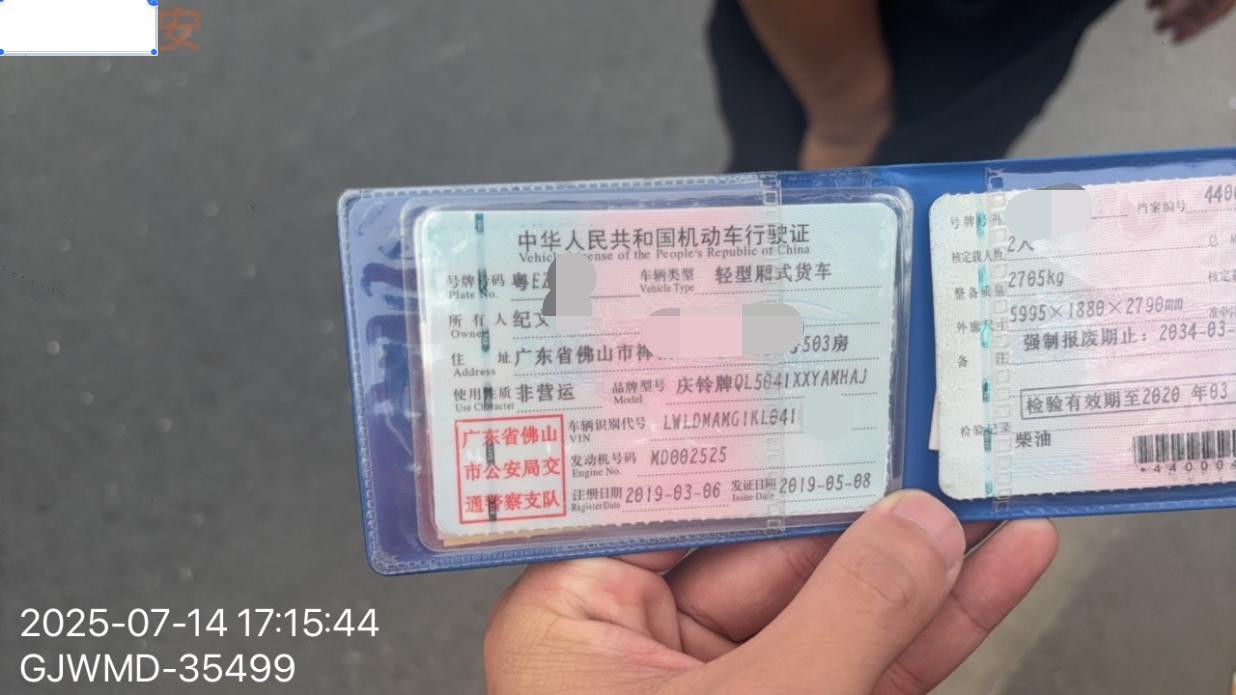 安
中华人民共和国机动车行驶证
Vehicle License of the People's Republic of China
号牌号码 粤EZ
Plate No.
车辆类型 轻型厢式货车
Vehicle Type
所有人 纪文
Owner
住址 广东省佛山市禅 503房
Address
使用性质 非营运
Use Character
品牌型号 庆铃牌QL5041XXYAMHAJ
Model
广东省佛山
市公安局交
通警察支队
车辆识别代号 LWLDMAMG1KL041
VIN
发动机号码 MD002525
Engine No.
注册日期 2019-03-06
Register Date
发证日期 2019-05-08
Issue Date
号牌号码
档案编号 4400
核定载人数 2人
总
整备质量 2705kg
核定
外廓尺寸 5995×1880×2790mm
准牵
备注 强制报废期止：2034-03-
检验有效期至2020 年03
检验记录
柴油
*44000
2025-07-14 17:15:44
GJWMD-35499